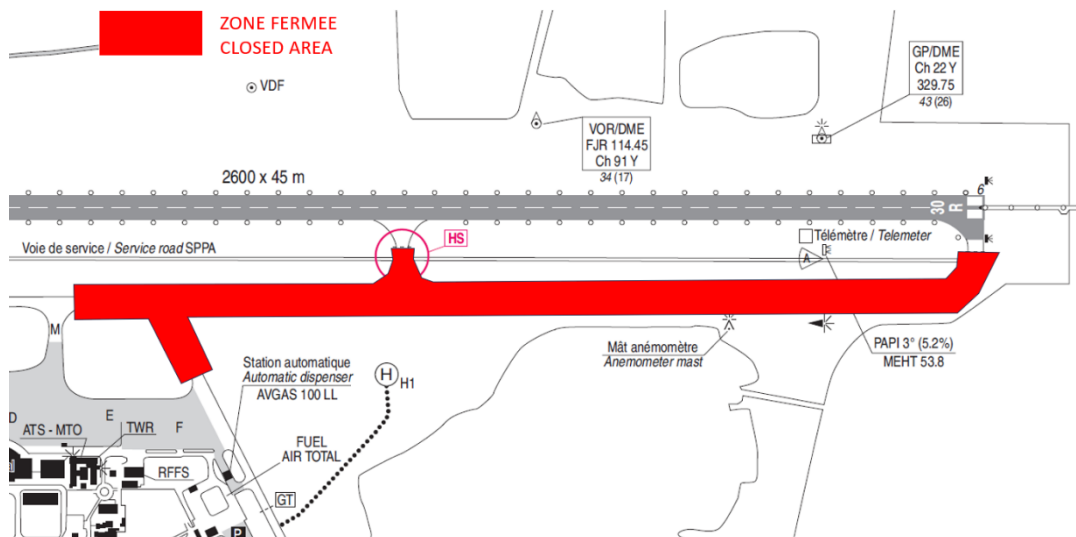 ZONE FERMEE
CLOSED AREA
VDF
GP/DME
Ch 22 Y
329.75
43 (26)
VOR/DME
FJR 114.45
Ch 91 Y
34 (17)
2600 x 45 m
6
30
R
HS
Voie de service / Service road SPPA
Télémètre / Telemeter
A
M
Mât anémomètre
Anemometer mast
PAPI 3° (5.2%)
MEHT 53.8
Station automatique
Automatic dispenser
AVGAS 100 LL
H
H1
D
E
F
ATS - MTO
TWR
FUEL
AIR TOTAL
RFFS
GT
P